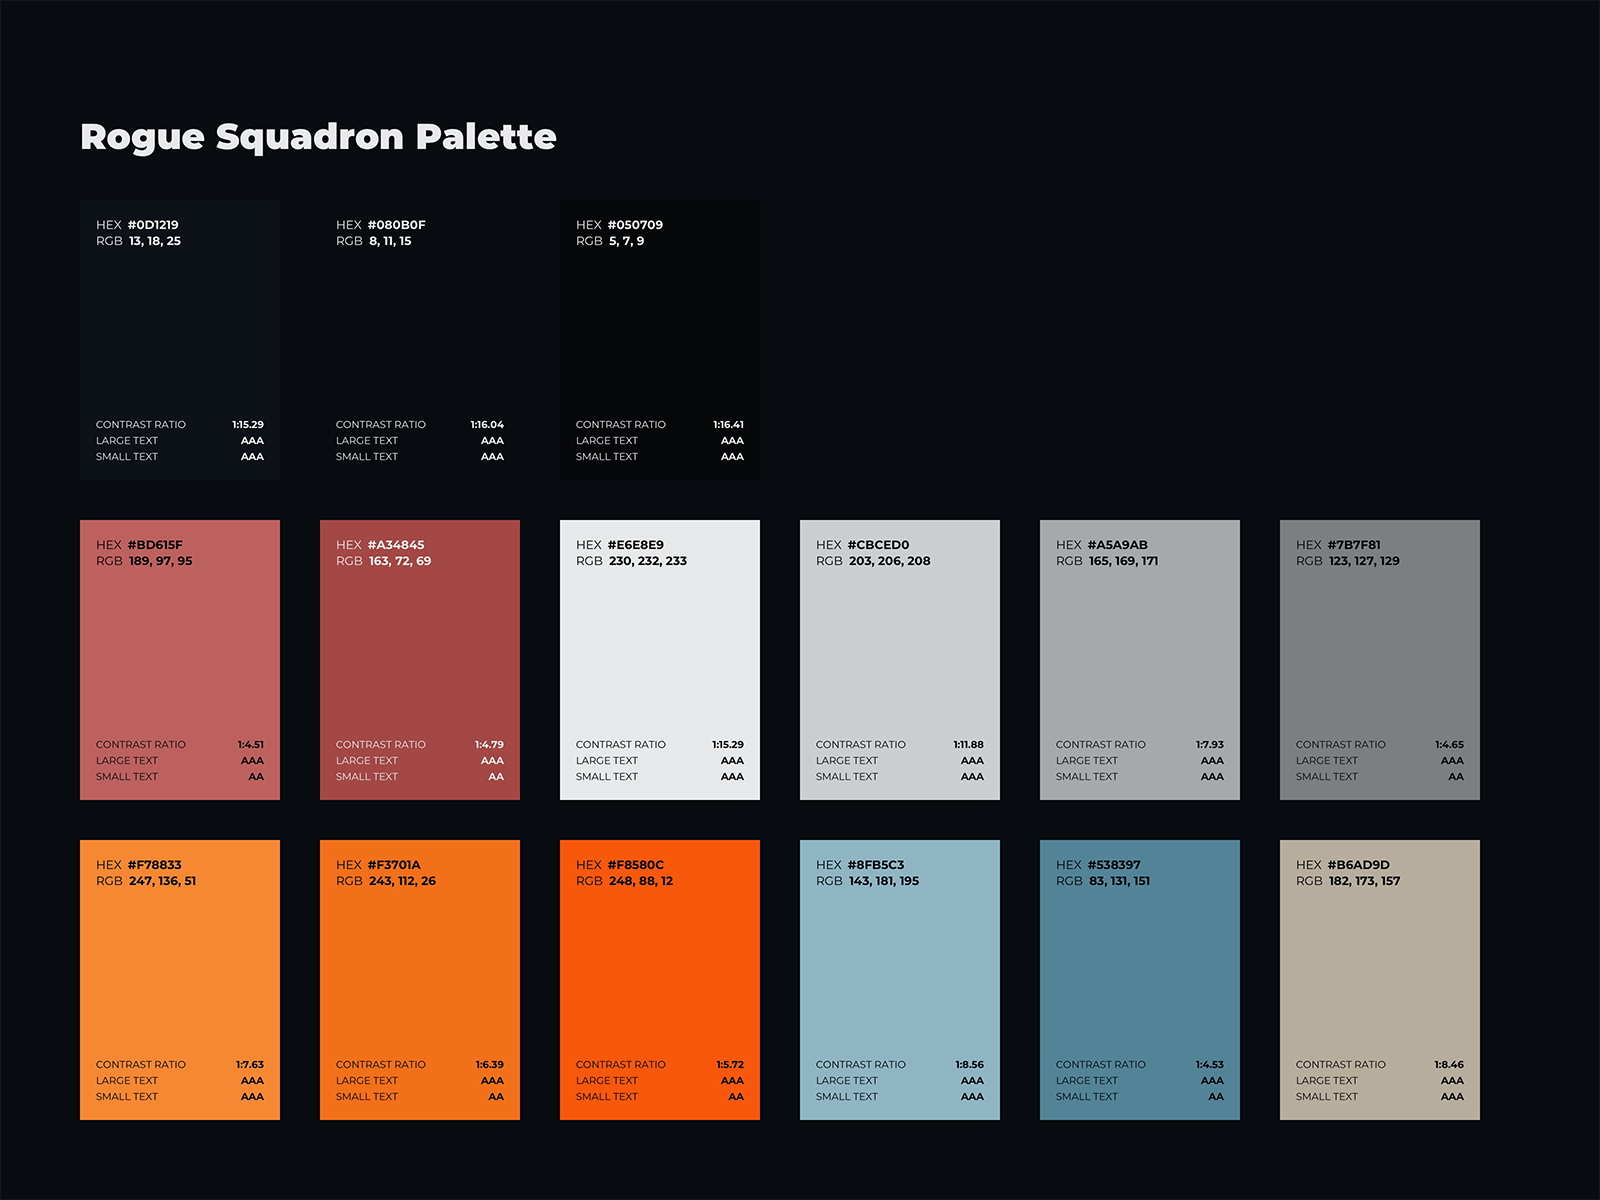 Rogue Squadron Palette
HEX #0D1219
RGB 13, 18, 25
CONTRAST RATIO 1:15.29
LARGE TEXT AAA
SMALL TEXT AAA
HEX #080B0F
RGB 8, 11, 15
CONTRAST RATIO 1:16.04
LARGE TEXT AAA
SMALL TEXT AAA
HEX #050709
RGB 5, 7, 9
CONTRAST RATIO 1:16.41
LARGE TEXT AAA
SMALL TEXT AAA
HEX #BD615F
RGB 189, 97, 95
CONTRAST RATIO 1:4.51
LARGE TEXT AAA
SMALL TEXT AA
HEX #A34845
RGB 163, 72, 69
CONTRAST RATIO 1:4.79
LARGE TEXT AAA
SMALL TEXT AA
HEX #E6E8E9
RGB 230, 232, 233
CONTRAST RATIO 1:15.29
LARGE TEXT AAA
SMALL TEXT AAA
HEX #CBCED0
RGB 203, 206, 208
CONTRAST RATIO 1:11.88
LARGE TEXT AAA
SMALL TEXT AAA
HEX #A5A9AB
RGB 165, 169, 171
CONTRAST RATIO 1:7.93
LARGE TEXT AAA
SMALL TEXT AAA
HEX #7B7F81
RGB 123, 127, 129
CONTRAST RATIO 1:4.65
LARGE TEXT AAA
SMALL TEXT AA
HEX #F78833
RGB 247, 136, 51
CONTRAST RATIO 1:7.63
LARGE TEXT AAA
SMALL TEXT AAA
HEX #F3701A
RGB 243, 112, 26
CONTRAST RATIO 1:6.39
LARGE TEXT AAA
SMALL TEXT AA
HEX #F8580C
RGB 248, 88, 12
CONTRAST RATIO 1:5.72
LARGE TEXT AAA
SMALL TEXT AA
HEX #8FB5C3
RGB 143, 181, 195
CONTRAST RATIO 1:8.56
LARGE TEXT AAA
SMALL TEXT AAA
HEX #538397
RGB 83, 131, 151
CONTRAST RATIO 1:4.53
LARGE TEXT AAA
SMALL TEXT AA
HEX #B6AD9D
RGB 182, 173, 157
CONTRAST RATIO 1:8.46
LARGE TEXT AAA
SMALL TEXT AAA